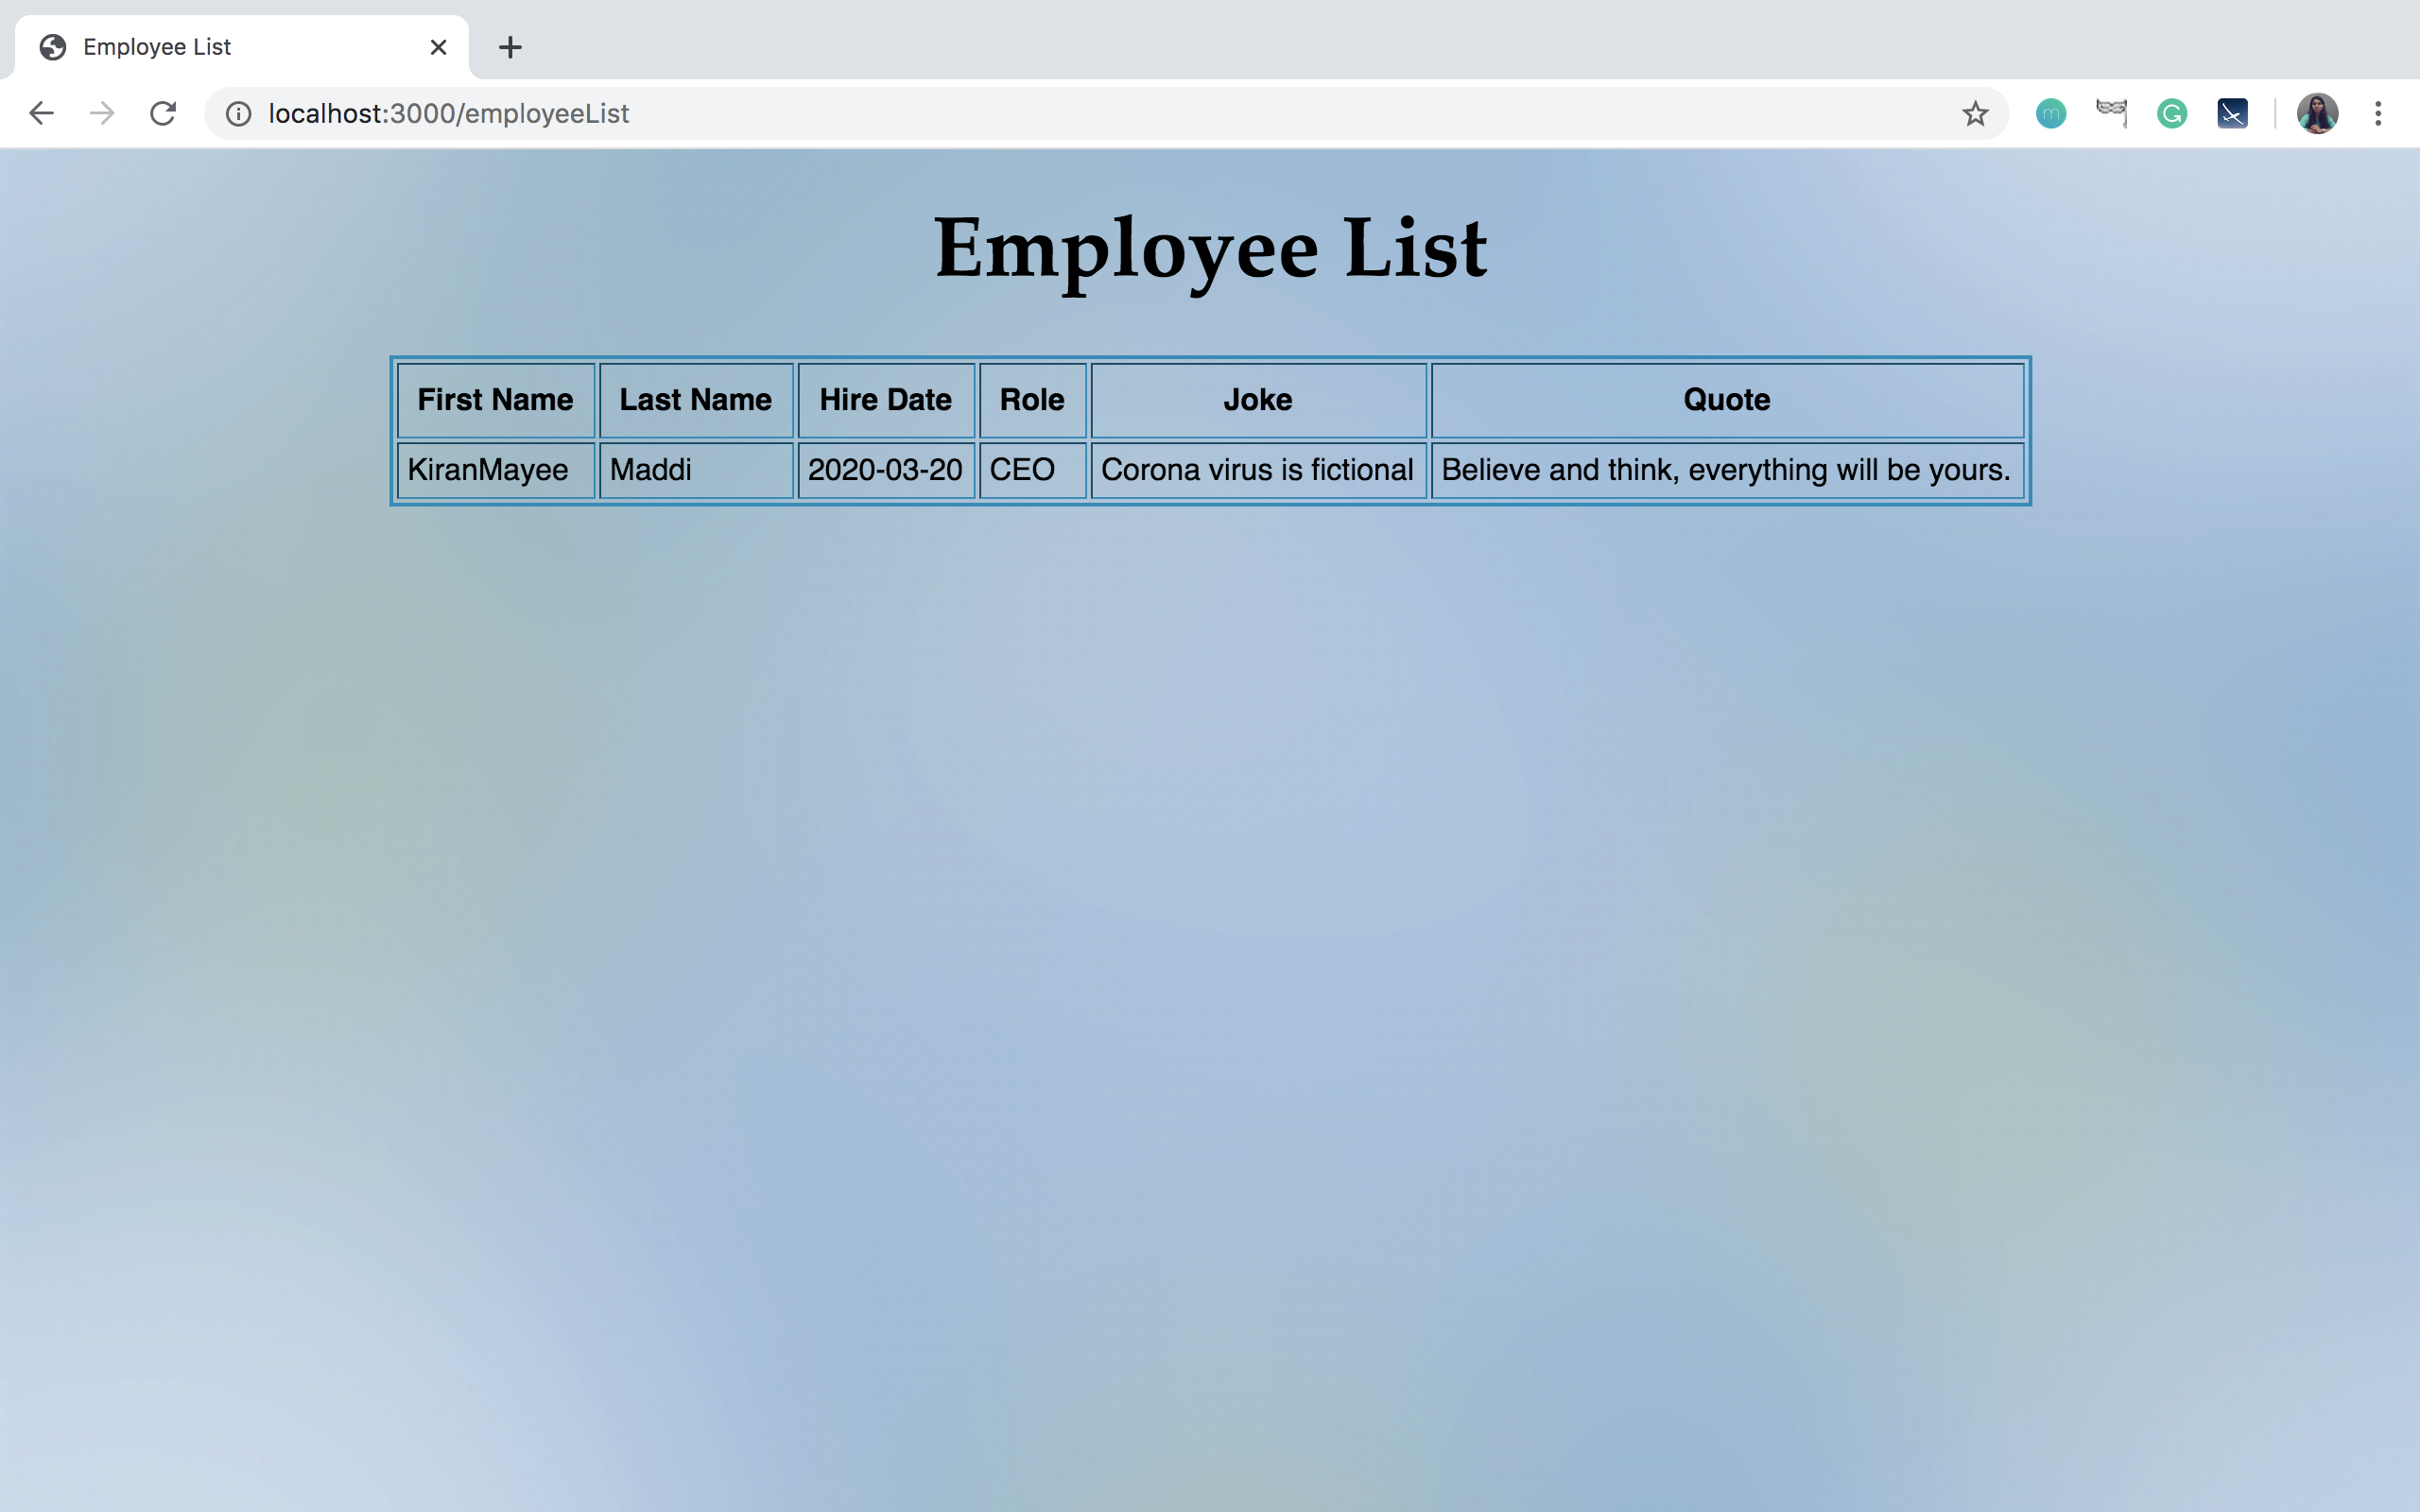 Employee List
localhost:3000/employeeList
m
G
Employee List
First Name Last Name Hire Date Role Joke Quote
KiranMayee Maddi 2020-03-20 CEO Corona virus is fictional Believe and think, everything will be yours.